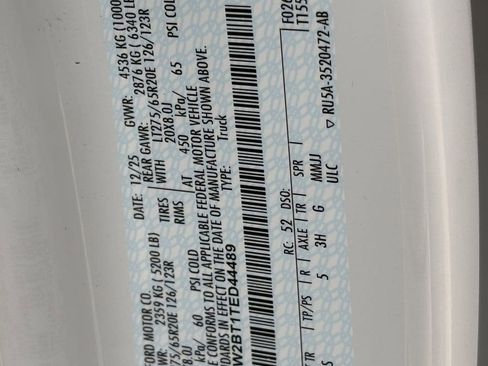 FORD MOTOR CO. DATE: 12/25 GVWR: 4536 KG (1000
WR: 2359 KG ( 5200 LB) REAR GAWR: 2876 KG ( 6340 LB
75/65R20E 126/123R TIRES WITH LT275/65R20E 126/123R
8.0J RIMS 20X8.0J
kPa/ 60 PSI COLD AT 450 kPa/ 65 PSI COLD
E CONFORMS TO ALL APPLICABLE FEDERAL MOTOR VEHICLE
NDARDS IN EFFECT ON THE DATE OF MANUFACTURE SHOWN ABOVE.
W2BT1TED44489 TYPE: Truck
F026
T155
RC: 52 DSO:
TR TP/PS R AXLE TR SPR
5 3H G MMJJ
ULC
▽ RU5A-3520472-AB